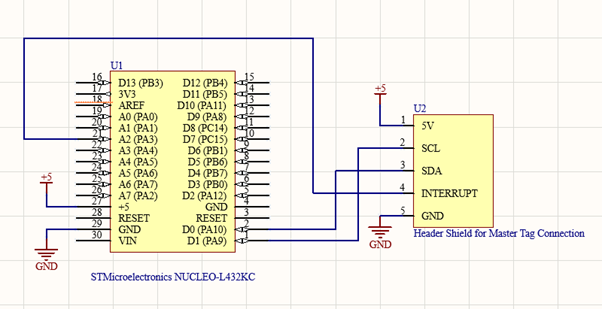 U1
16 D13 (PB3) D12 (PB4) 15
17 3V3 D11 (PB5) 14
18 AREF D10 (PA11) 13
19 A0 (PA0) D9 (PA8) 12
20 A1 (PA1) D8 (PC14) 11
21 A2 (PA3) D7 (PC15) 10
22 A3 (PA4) D6 (PB1) 9
23 A4 (PA5) D5 (PB6) 8
24 A5 (PA6) D4 (PB7) 7
25 A6 (PA7) D3 (PB0) 6
26 A7 (PA2) D2 (PA12) 5
27 +5 GND 4
28 RESET RESET 3
29 GND D0 (PA10) 2
30 VIN D1 (PA9) 1
+5
GND
STMicroelectronics NUCLEO-L432KC
+5
U2
1 5V
2 SCL
3 SDA
4 INTERRUPT
5 GND
GND
Header Shield for Master Tag Connection